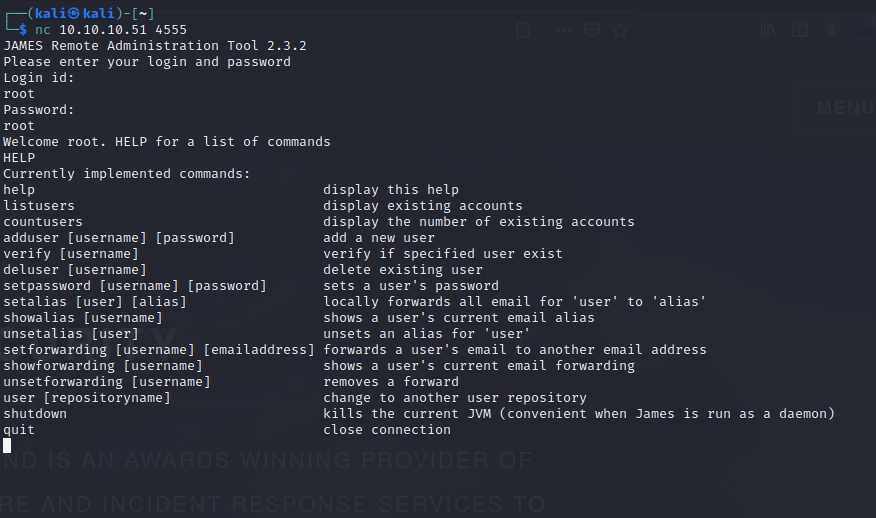 ┌──(kali㉿kali)-[~]
└─$ nc 10.10.10.51 4555
JAMES Remote Administration Tool 2.3.2
Please enter your login and password
Login id:
root
Password:
root
Welcome root. HELP for a list of commands
HELP
Currently implemented commands:
help display this help
listusers display existing accounts
countusers display the number of existing accounts
adduser [username] [password] add a new user
verify [username] verify if specified user exist
deluser [username] delete existing user
setpassword [username] [password] sets a user's password
setalias [user] [alias] locally forwards all email for 'user' to 'alias'
showalias [username] shows a user's current email alias
unsetalias [user] unsets an alias for 'user'
setforwarding [username] [emailaddress] forwards a user's email to another email address
showforwarding [username] shows a user's current email forwarding
unsetforwarding [username] removes a forward
user [repositoryname] change to another user repository
shutdown kills the current JVM (convenient when James is run as a daemon)
quit close connection
MENU
ND IS AN AWARDS WINNING PROVIDER OF
RE AND INCIDENT RESPONSE SERVICES TO